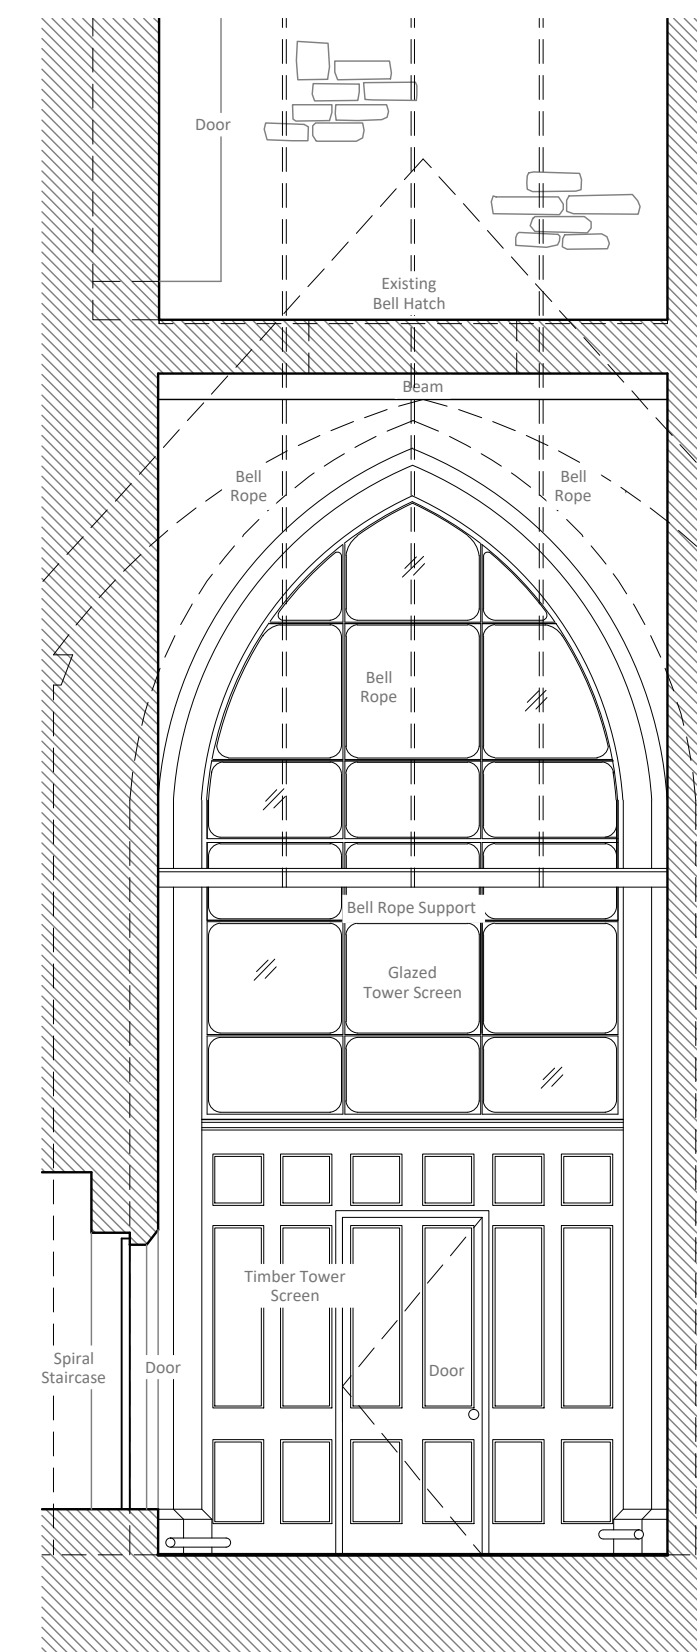 Door
Existing
Bell Hatch
Beam
Bell
Rope
Bell
Rope
Bell
Rope
Bell Rope Support
Glazed
Tower Screen
Timber Tower
Screen
Spiral
Staircase
Door
Door